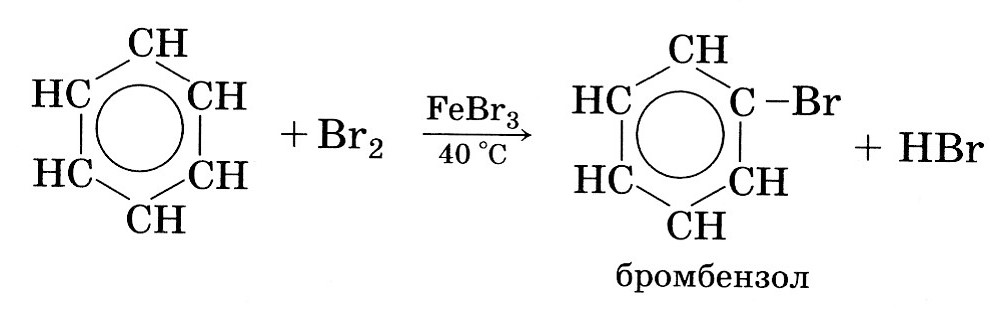 CH CH
HC CH HC C–Br
+ Br₂ FeBr₃ + HBr
40 °C
HC CH HC CH
CH CH
бромбензол